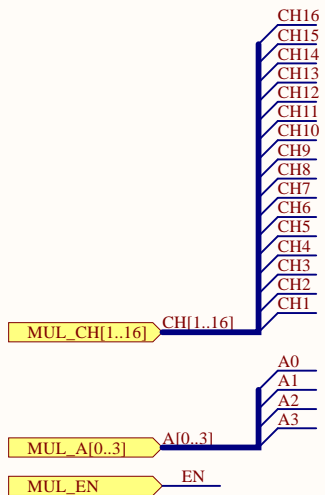 CH16
CH15
CH14
CH13
CH12
CH11
CH10
CH9
CH8
CH7
CH6
CH5
CH4
CH3
CH2
CH1
MUL_CH[1..16] CH[1..16]
A0
A1
A2
A3
MUL_A[0..3] A[0..3]
MUL_EN EN